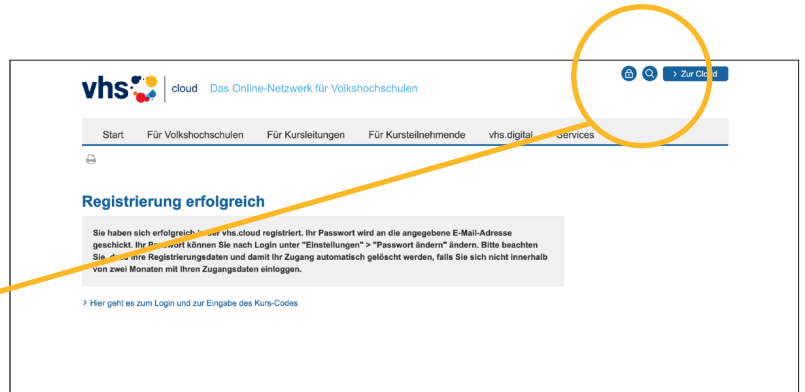 vhs cloud Das Online-Netzwerk für Volkshochschulen
> Zur Cloud
Start Für Volkshochschulen Für Kursleitungen Für Kursteilnehmende vhs.digital Services
Registrierung erfolgreich
Sie haben sich erfolgreich in der vhs.cloud registriert. Ihr Passwort wird an die angegebene E-Mail-Adresse
geschickt. Ihr Passwort können Sie nach Login unter "Einstellungen" > "Passwort ändern" ändern. Bitte beachten
Sie, dass Ihre Registrierungsdaten und damit Ihr Zugang automatisch gelöscht werden, falls Sie sich nicht innerhalb
von zwei Monaten mit Ihren Zugangsdaten einloggen.
> Hier geht es zum Login und zur Eingabe des Kurs-Codes